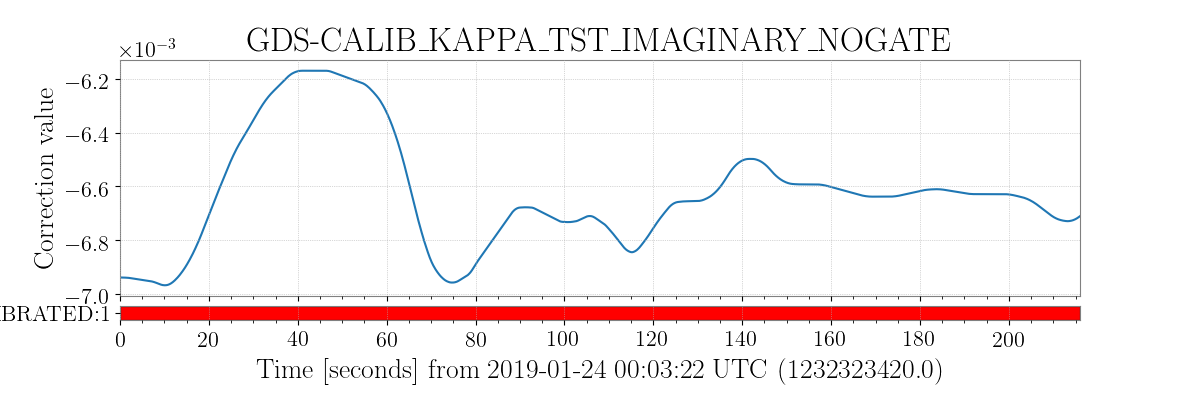 GDS-CALIB_KAPPA_TST_IMAGINARY_NOGATE
×10⁻³
−6.2
−6.4
−6.6
−6.8
−7.0
Correction value
BRATED:1
0 20 40 60 80 100 120 140 160 180 200
Time [seconds] from 2019-01-24 00:03:22 UTC (1232323420.0)